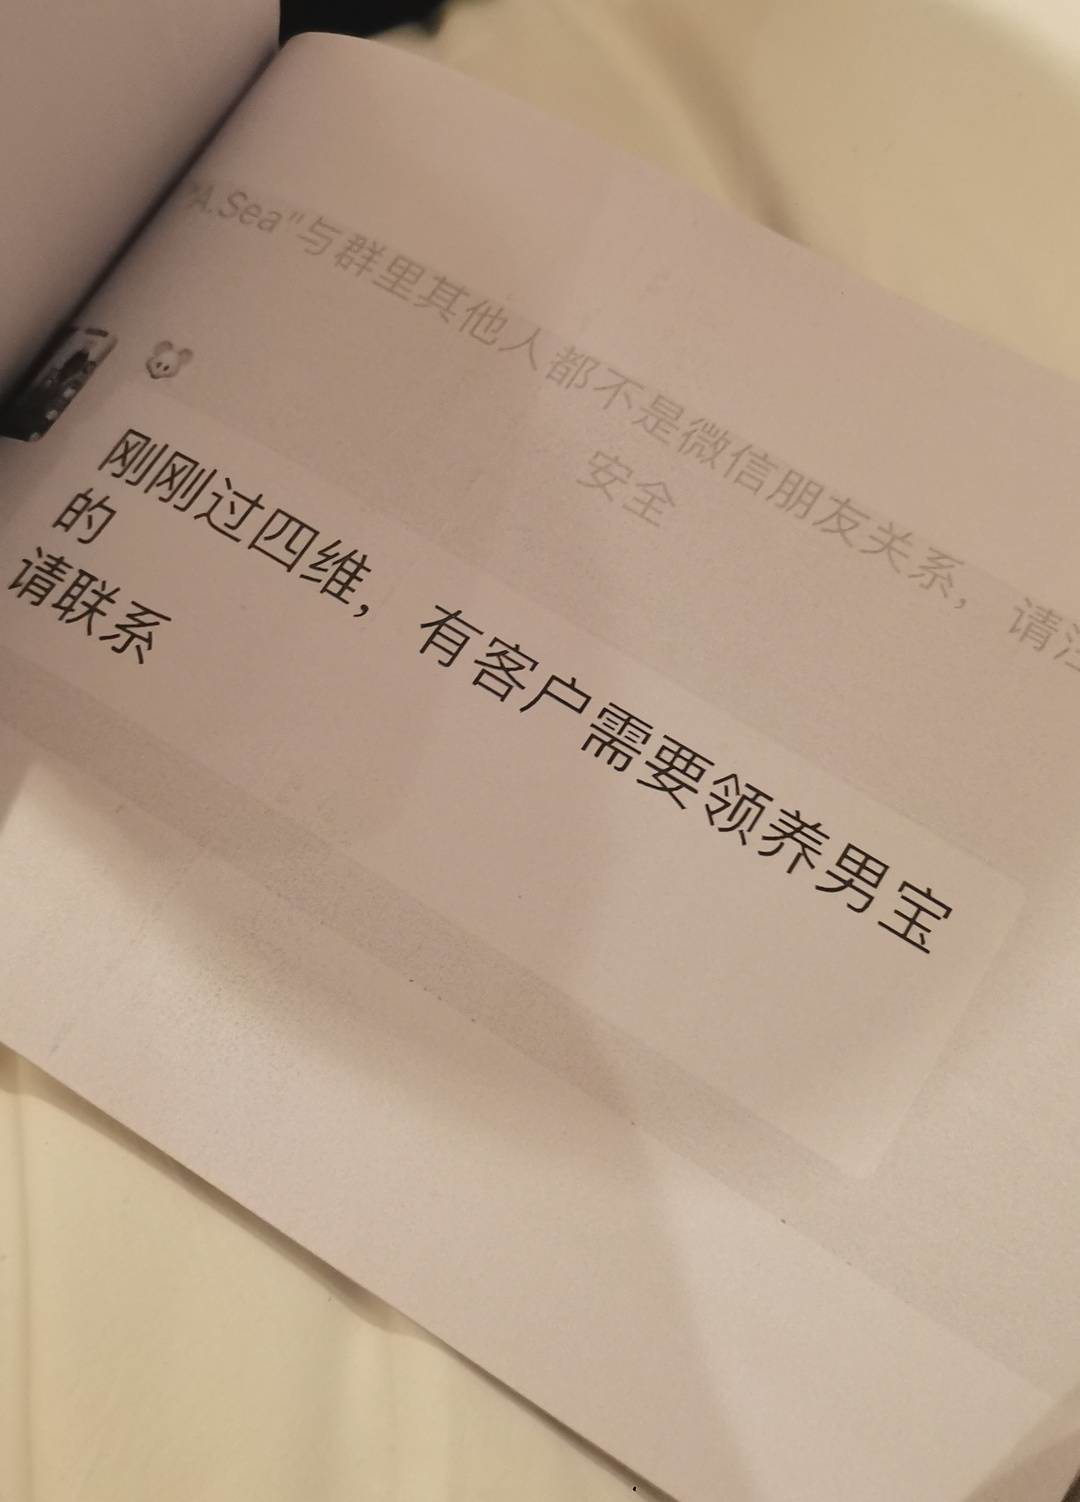 "A.Sea"与群里其他人都不是微信朋友关系，请注
安全
刚刚过四维，有客户需要领养男宝
的
请联系